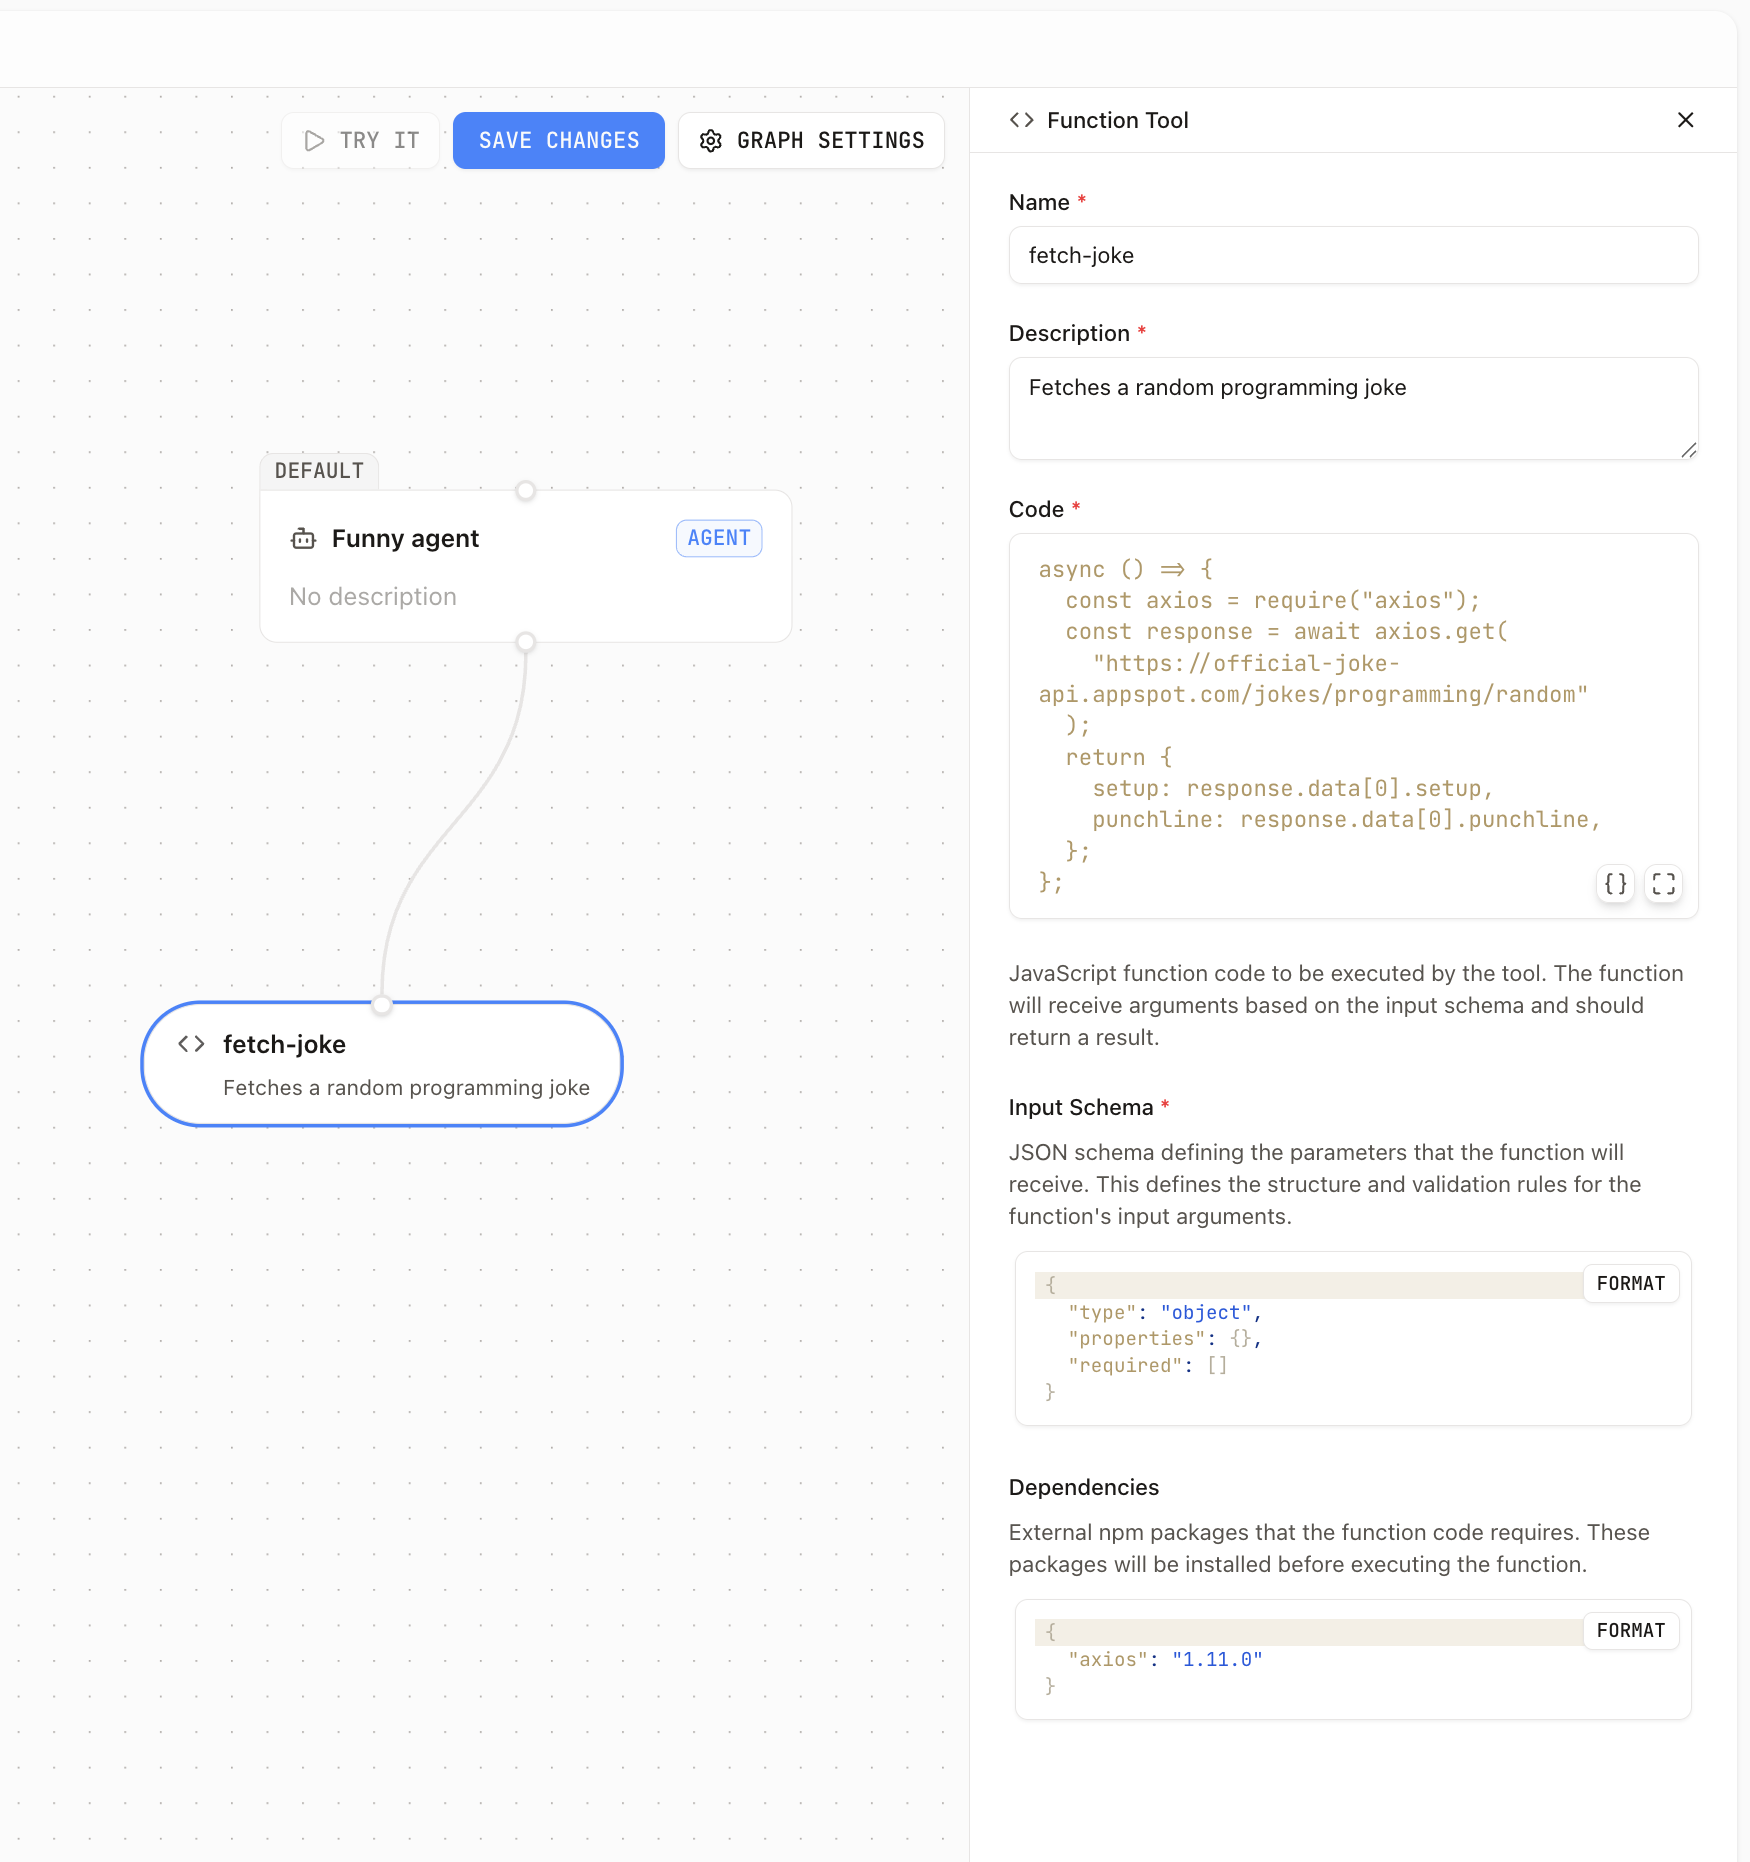 TRY IT
SAVE CHANGES
GRAPH SETTINGS
DEFAULT
Funny agent
AGENT
No description
fetch-joke
Fetches a random programming joke
Function Tool
Name *
fetch-joke
Description *
Fetches a random programming joke
Code *
async () => {
  const axios = require("axios");
  const response = await axios.get(
    "https://official-joke-
api.appspot.com/jokes/programming/random"
  );
  return {
    setup: response.data[0].setup,
    punchline: response.data[0].punchline,
  };
};
{}
JavaScript function code to be executed by the tool. The function
will receive arguments based on the input schema and should
return a result.
Input Schema *
JSON schema defining the parameters that the function will
receive. This defines the structure and validation rules for the
function's input arguments.
FORMAT
{
  "type": "object",
  "properties": {},
  "required": []
}
Dependencies
External npm packages that the function code requires. These
packages will be installed before executing the function.
FORMAT
{
  "axios": "1.11.0"
}